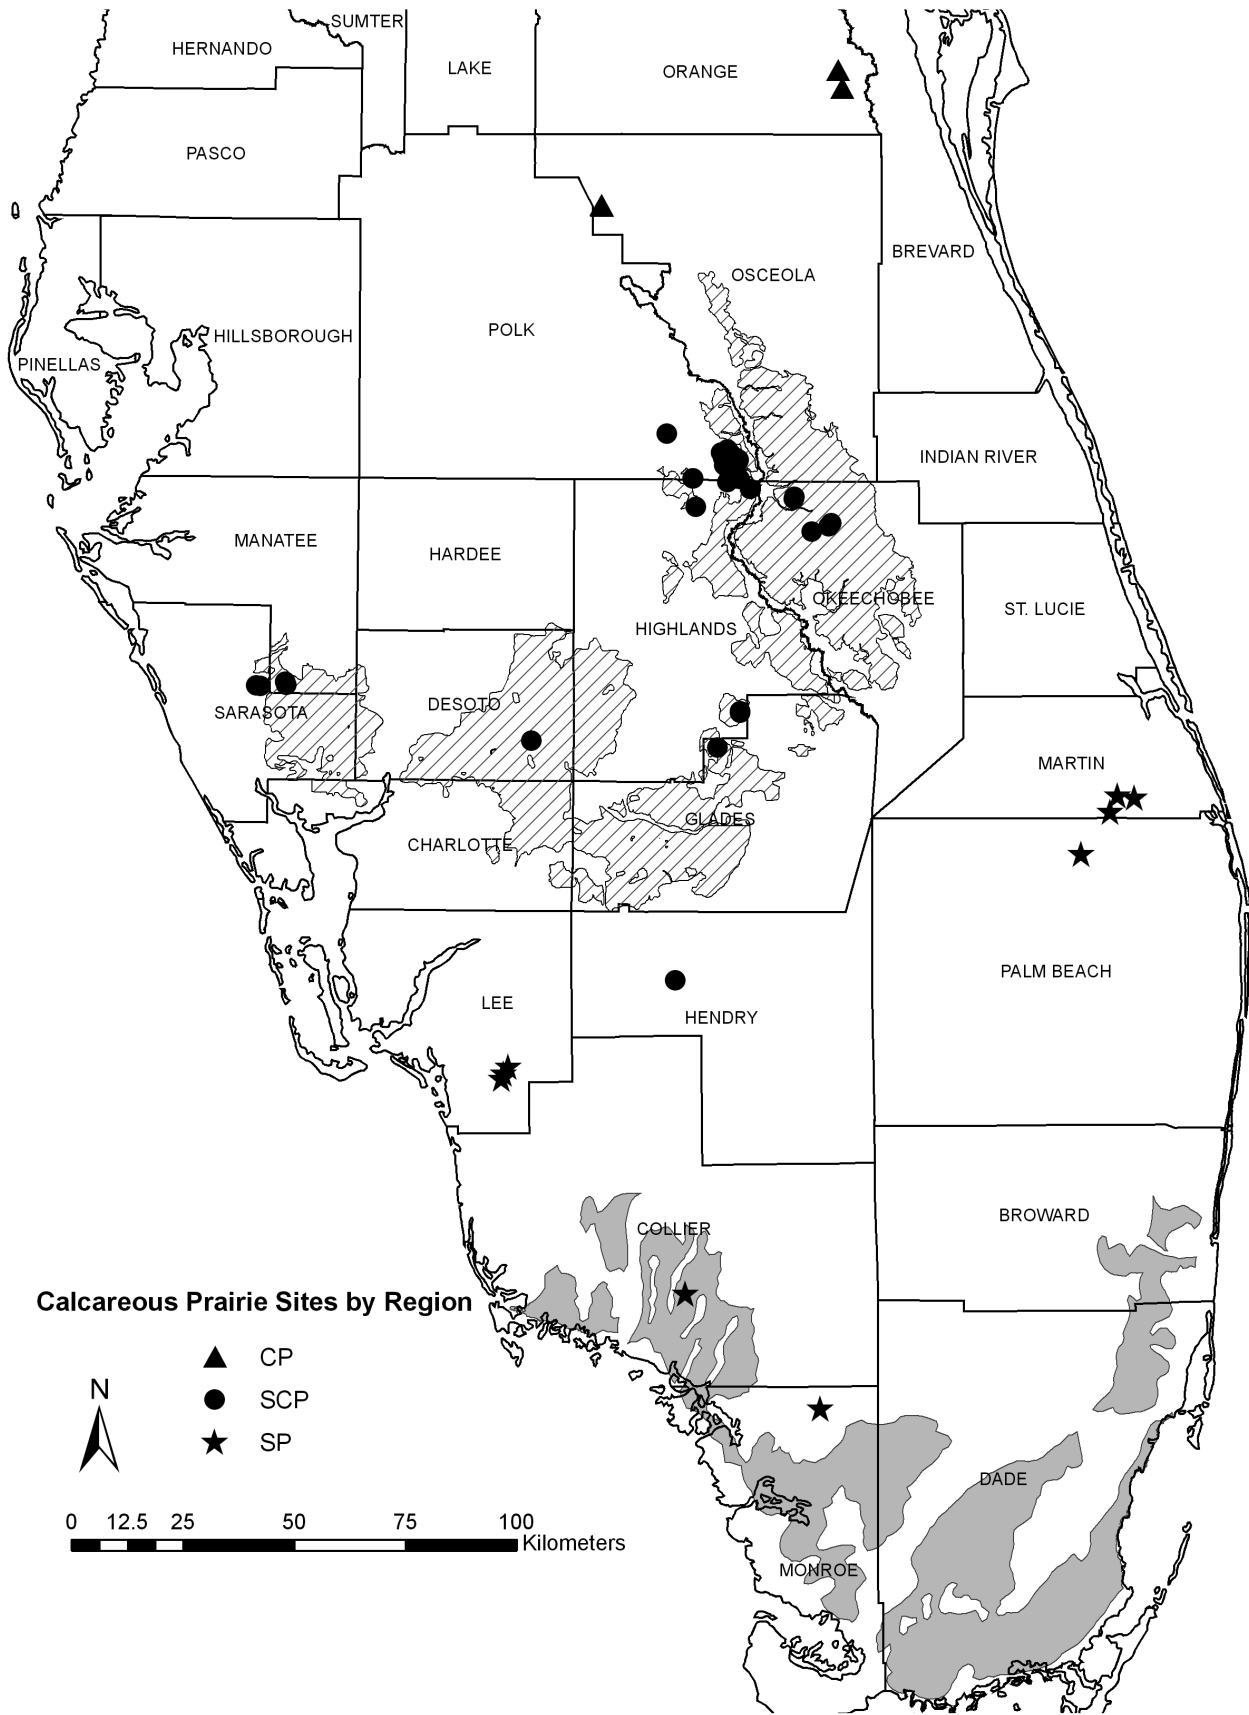 SUMTER
HERNANDO
LAKE
ORANGE
PASCO
BREVARD
OSCEOLA
POLK
HILLSBOROUGH
PINELLAS
INDIAN RIVER
MANATEE
HARDEE
OKEECHOBEE
ST. LUCIE
HIGHLANDS
DESOTO
SARASOTA
MARTIN
GLADES
CHARLOTTE
PALM BEACH
LEE
HENDRY
BROWARD
COLLIER
Calcareous Prairie Sites by Region
CP
N
SCP
SP
DADE
0 12.5 25 50 75 100
Kilometers
MONROE